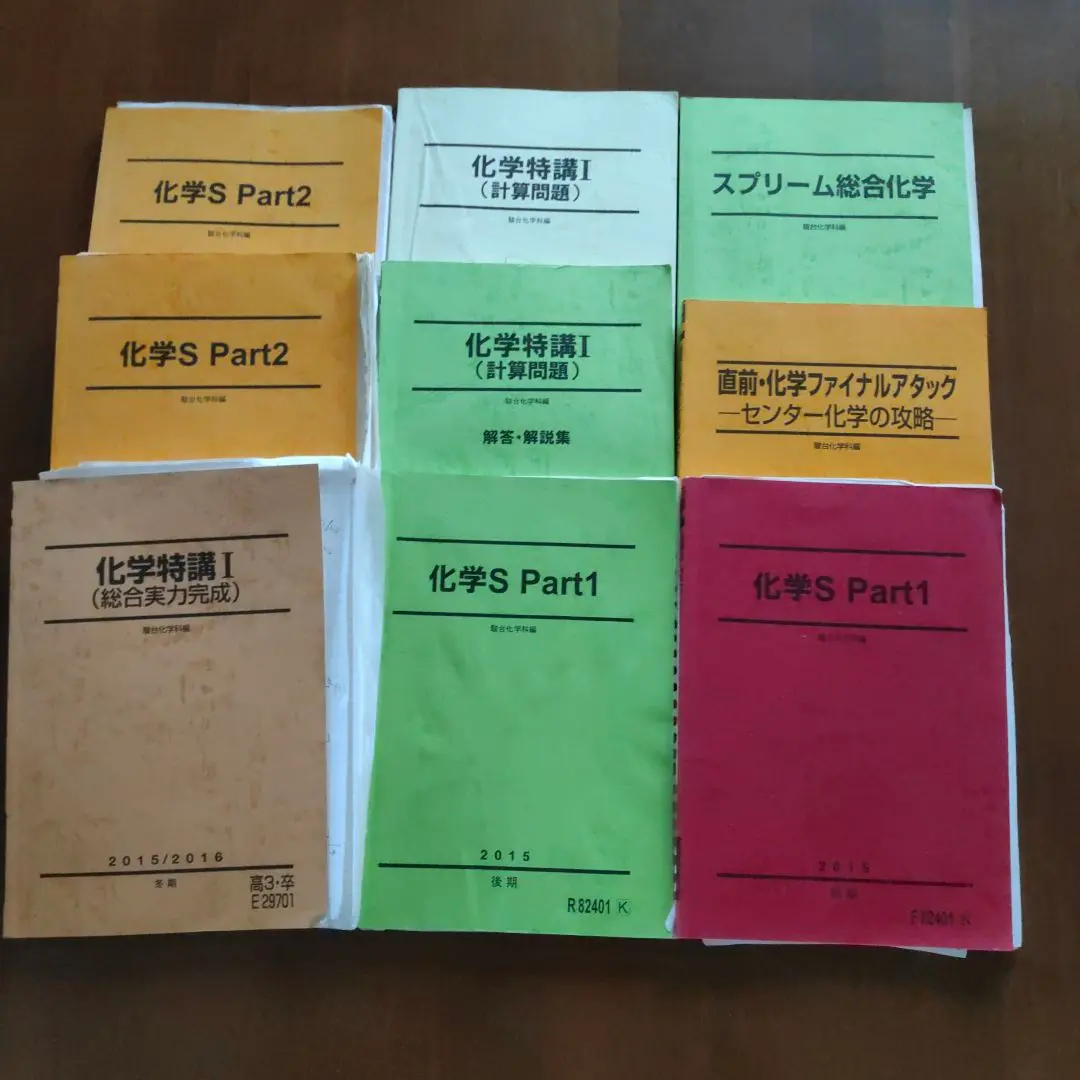 化学S Part2
駿台化学科編
化学特講I
(計算問題)
駿台化学科編
スプリーム総合化学
駿台化学科編
化学S Part2
駿台化学科編
化学特講I
(計算問題)
駿台化学科編
解答・解説集
直前・化学ファイナルアタック
—センター化学の攻略—
駿台化学科編
化学特講I
(総合実力完成)
駿台化学科編
2015/2016
冬期
高3・卒
E29701
化学S Part1
駿台化学科編
2015
後期
R82401 Ⓚ
化学S Part1
駿台化学科編
2015